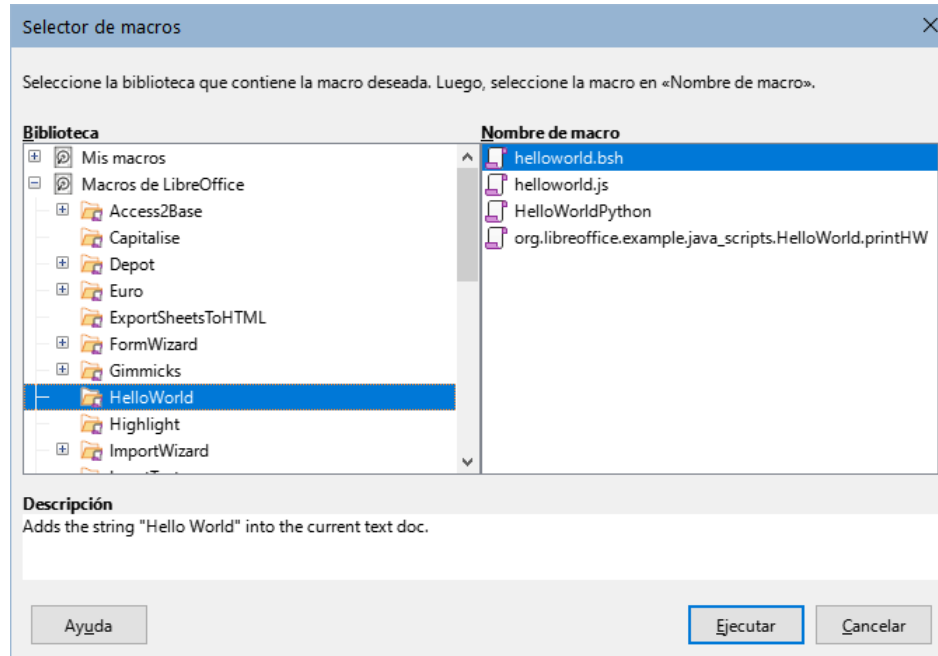 Selector de macros
Seleccione la biblioteca que contiene la macro deseada. Luego, seleccione la macro en «Nombre de macro».
Biblioteca
Mis macros
Macros de LibreOffice
Access2Base
Capitalise
Depot
Euro
ExportSheetsToHTML
FormWizard
Gimmicks
HelloWorld
Highlight
ImportWizard
Nombre de macro
helloworld.bsh
helloworld.js
HelloWorldPython
org.libreoffice.example.java_scripts.HelloWorld.printHW
Descripción
Adds the string "Hello World" into the current text doc.
Ayuda
Ejecutar
Cancelar